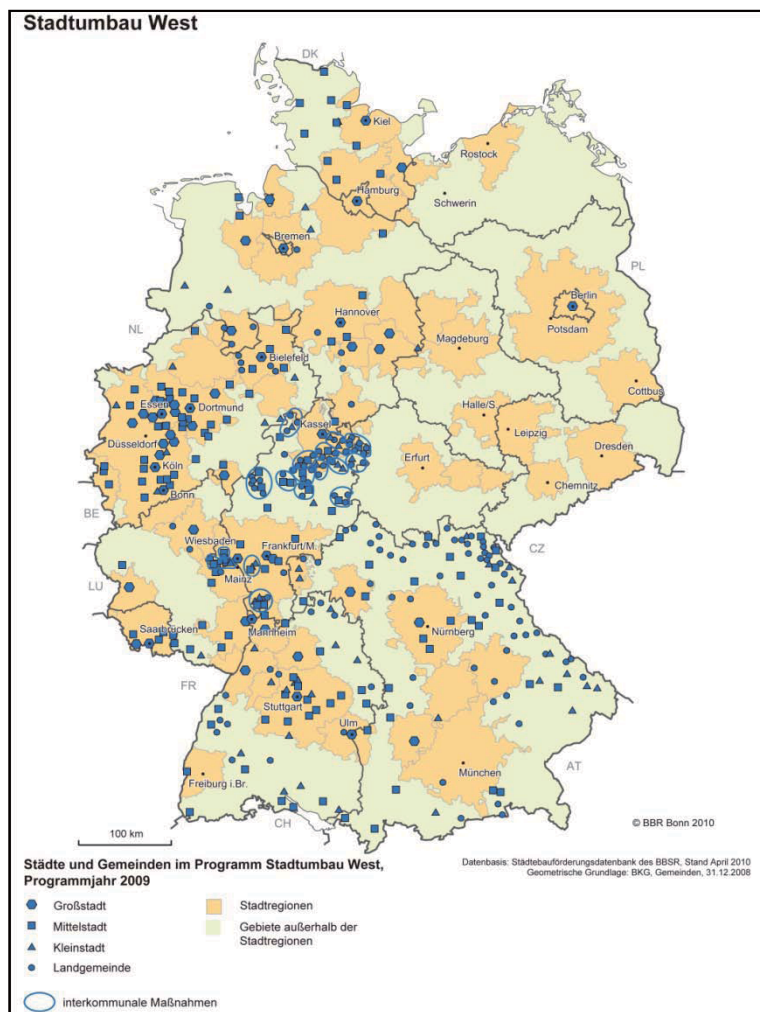 Stadtumbau West
DK
Kiel
Rostock
Hamburg
Schwerin
Bremen
PL
Berlin
Hannover
Potsdam
NL
Magdeburg
Bielefeld
Cottbus
Essen
Dortmund
Halle/S.
Kassel
Leipzig
Düsseldorf
Dresden
Erfurt
Köln
Chemnitz
Bonn
BE
Wiesbaden
Frankfurt/M.
CZ
Mainz
LU
Saarbrücken
Mannheim
Nürnberg
FR
Stuttgart
Ulm
AT
München
Freiburg i.Br.
CH
100 km
© BBR Bonn 2010
Städte und Gemeinden im Programm Stadtumbau West,
Programmjahr 2009
Datenbasis: Städtebauförderungsdatenbank des BBSR, Stand April 2010
Geometrische Grundlage: BKG, Gemeinden, 31.12.2008
Großstadt
Mittelstadt
Kleinstadt
Landgemeinde
Stadtregionen
Gebiete außerhalb der
Stadtregionen
interkommunale Maßnahmen